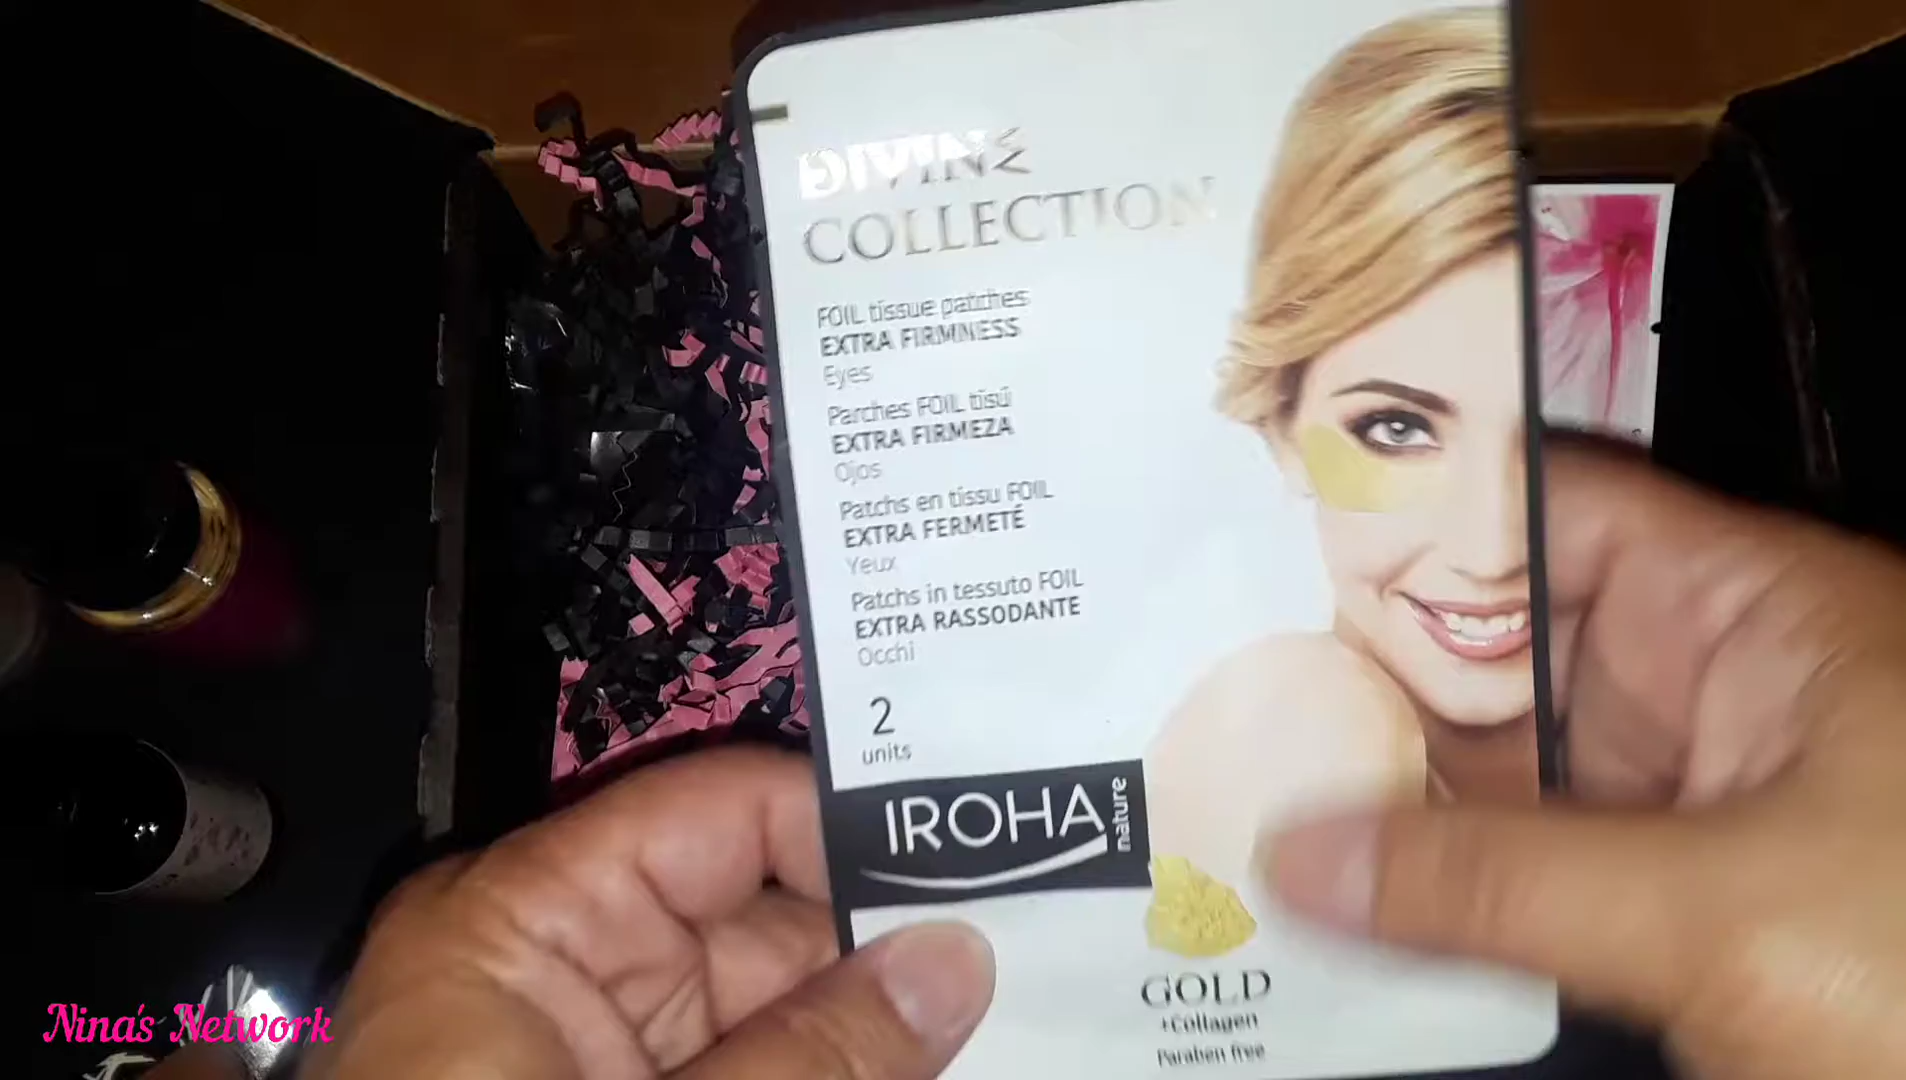 DIVINE
COLLECTION
FOIL tissue patches
EXTRA FIRMNESS
Eyes
Parches FOIL tisú
EXTRA FIRMEZA
Ojos
Patchs en tissu FOIL
EXTRA FERMETÉ
Yeux
Patchs in tessuto FOIL
EXTRA RASSODANTE
Occhi
2
units
IROHA
nature
GOLD
+Collagen
Paraben free
Nina's Network